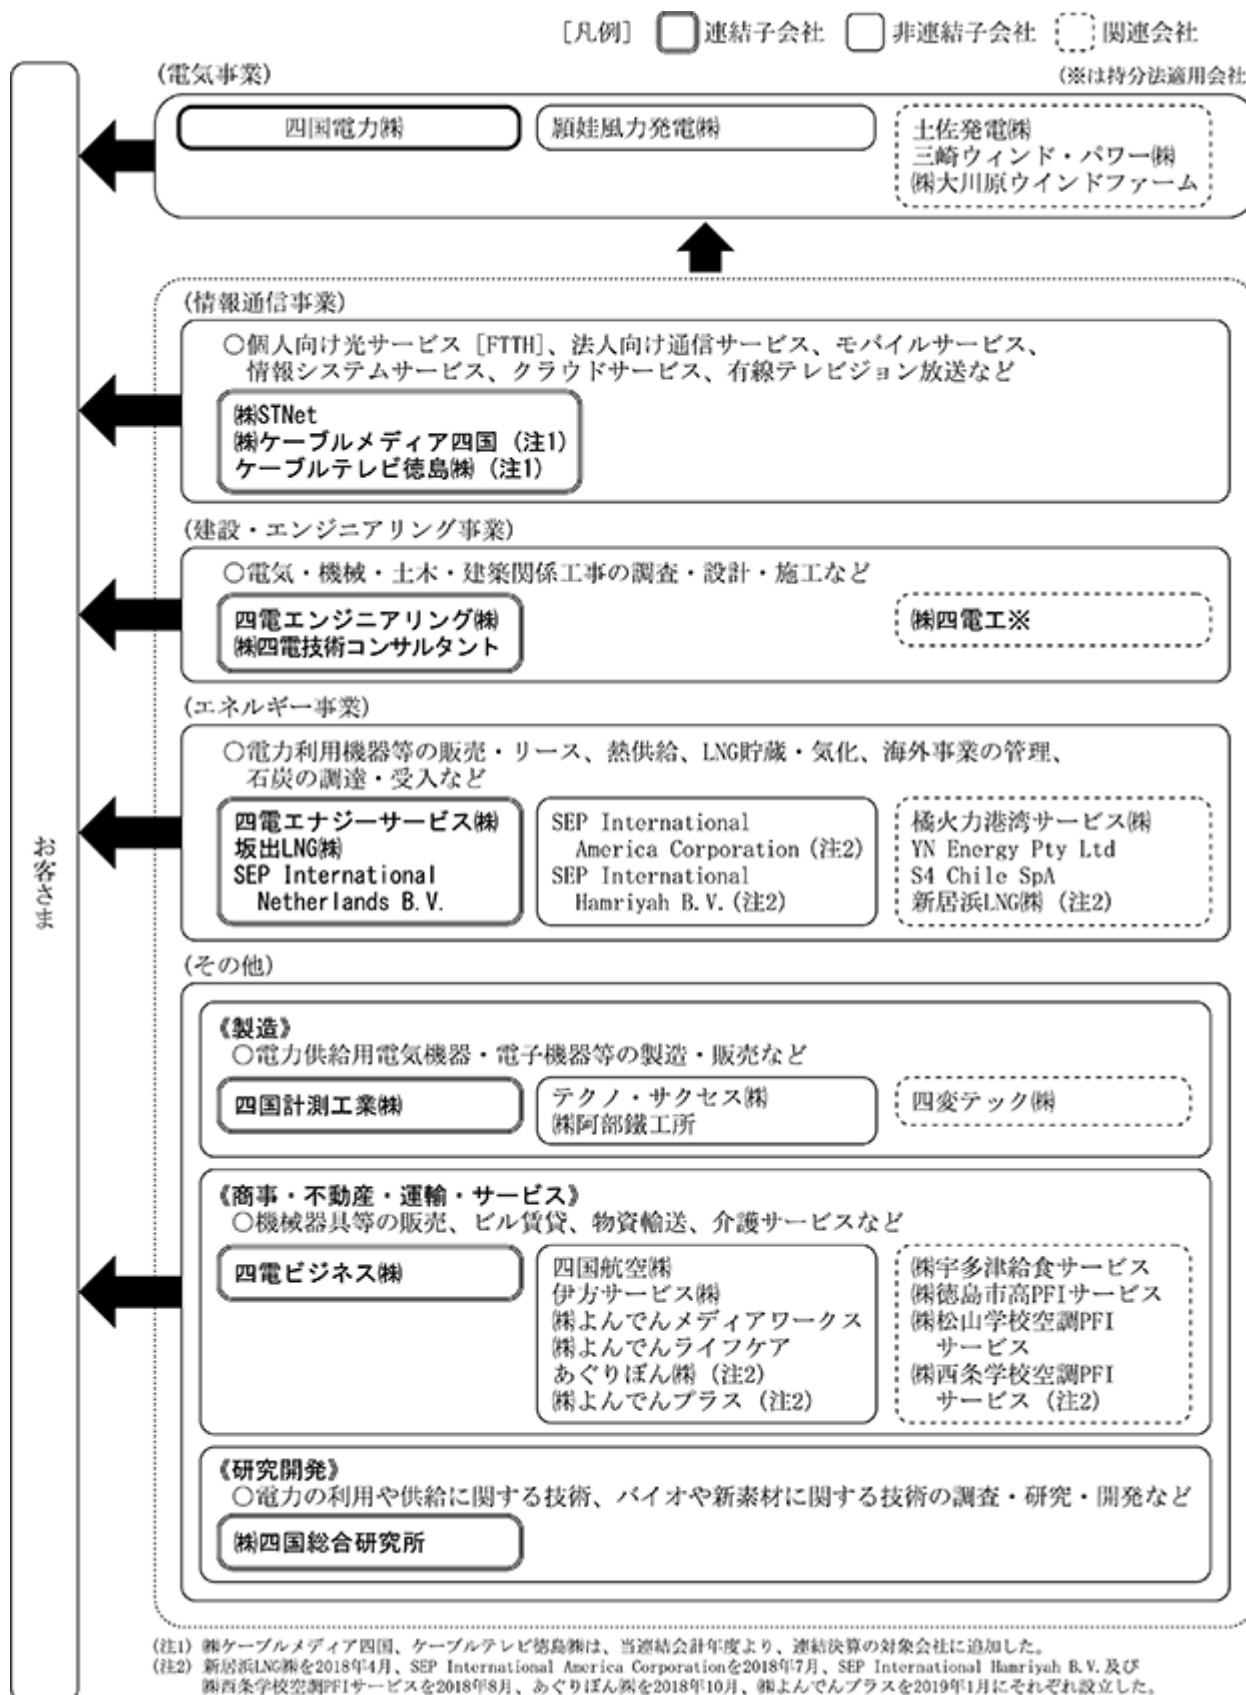 ［凡例］ 連結子会社 非連結子会社 関連会社
(電気事業) (※は持分法適用会社
四国電力㈱
頴娃風力発電㈱
土佐発電㈱
三崎ウィンド・パワー㈱
㈱大川原ウインドファーム
(情報通信事業)
○個人向け光サービス［FTTH］、法人向け通信サービス、モバイルサービス、
情報システムサービス、クラウドサービス、有線テレビジョン放送など
㈱STNet
㈱ケーブルメディア四国（注1）
ケーブルテレビ徳島㈱（注1）
(建設・エンジニアリング事業)
○電気・機械・土木・建築関係工事の調査・設計・施工など
四電エンジニアリング㈱
㈱四電技術コンサルタント
㈱四電工※
(エネルギー事業)
○電力利用機器等の販売・リース、熱供給、LNG貯蔵・気化、海外事業の管理、
石炭の調達・受入など
四電エナジーサービス㈱
坂出LNG㈱
SEP International
Netherlands B.V.
SEP International
America Corporation（注2）
SEP International
Hamriyah B.V.（注2）
橘火力港湾サービス㈱
YN Energy Pty Ltd
S4 Chile SpA
新居浜LNG㈱（注2）
お客さま
(その他)
《製造》
○電力供給用電気機器・電子機器等の製造・販売など
四国計測工業㈱
テクノ・サクセス㈱
㈱阿部鐵工所
四変テック㈱
《商事・不動産・運輸・サービス》
○機械器具等の販売、ビル賃貸、物資輸送、介護サービスなど
四電ビジネス㈱
四国航空㈱
伊方サービス㈱
㈱よんでんメディアワークス
㈱よんでんライフケア
あぐりぼん㈱（注2）
㈱よんでんプラス（注2）
㈱宇多津給食サービス
㈱徳島市高PFIサービス
㈱松山学校空調PFI
サービス
㈱西条学校空調PFI
サービス（注2）
《研究開発》
○電力の利用や供給に関する技術、バイオや新素材に関する技術の調査・研究・開発など
㈱四国総合研究所
(注1) ㈱ケーブルメディア四国、ケーブルテレビ徳島㈱は、当連結会計年度より、連結決算の対象会社に追加した。
(注2) 新居浜LNG㈱を2018年4月、SEP International America Corporationを2018年7月、SEP International Hamriyah B.V.及び
㈱西条学校空調PFIサービスを2018年8月、あぐりぼん㈱を2018年10月、㈱よんでんプラスを2019年1月にそれぞれ設立した。